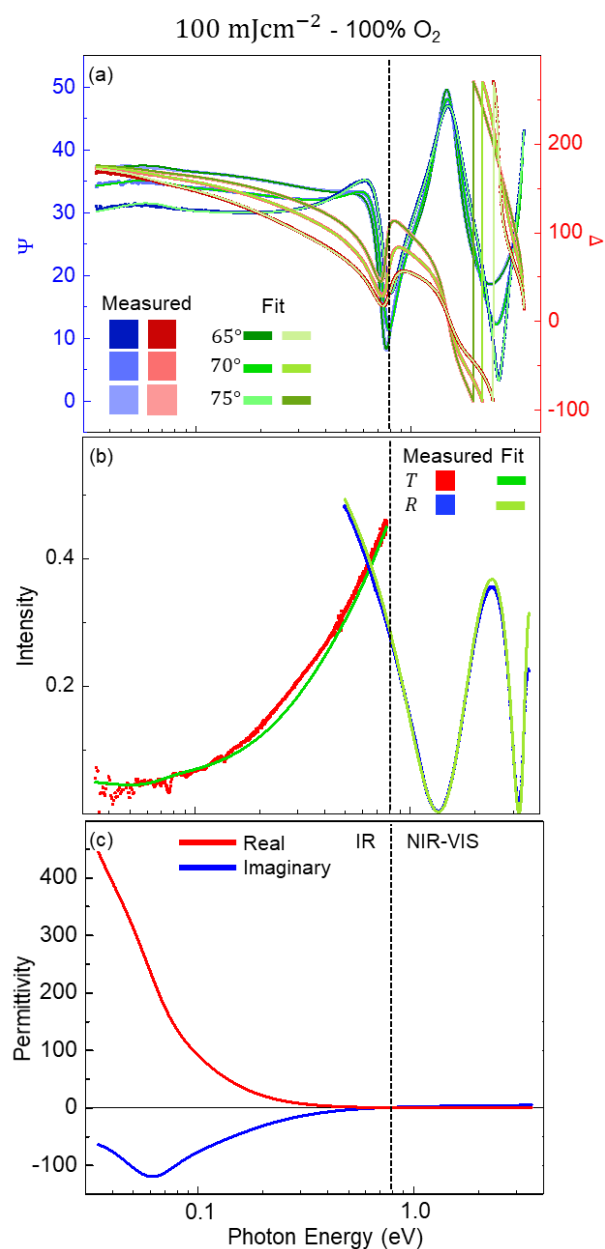 100 mJcm⁻² - 100% O₂
(a)
50
40
30
20
10
0
Ψ
200
100
0
-100
Δ
Measured
Fit
65°
70°
75°
(b)
Measured Fit
T
R
0.4
0.2
Intensity
(c)
Real
Imaginary
IR
NIR-VIS
400
300
200
100
0
-100
Permittivity
0.1
1.0
Photon Energy (eV)